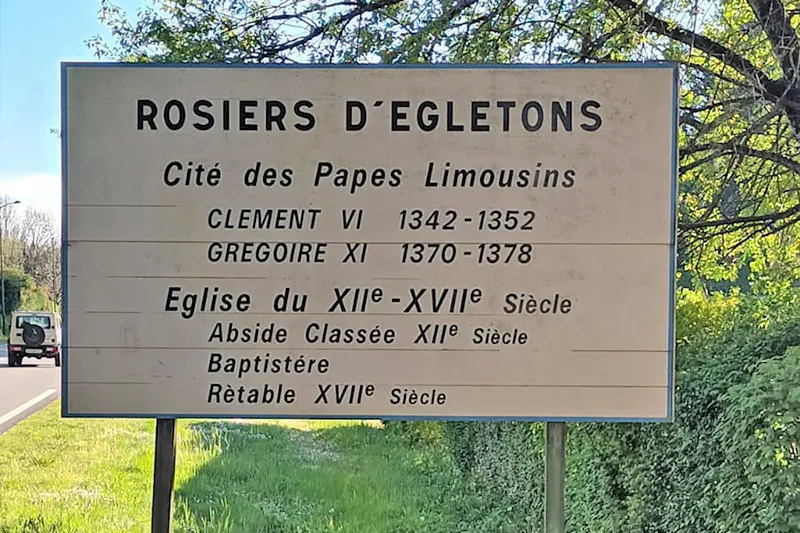 ROSIERS D'EGLETONS
Cité des Papes Limousins
CLEMENT VI 1342-1352
GREGOIRE XI 1370-1378
Eglise du XIIe-XVIIe Siècle
Abside Classée XIIe Siècle
Baptistére
Rètable XVIIe Siècle